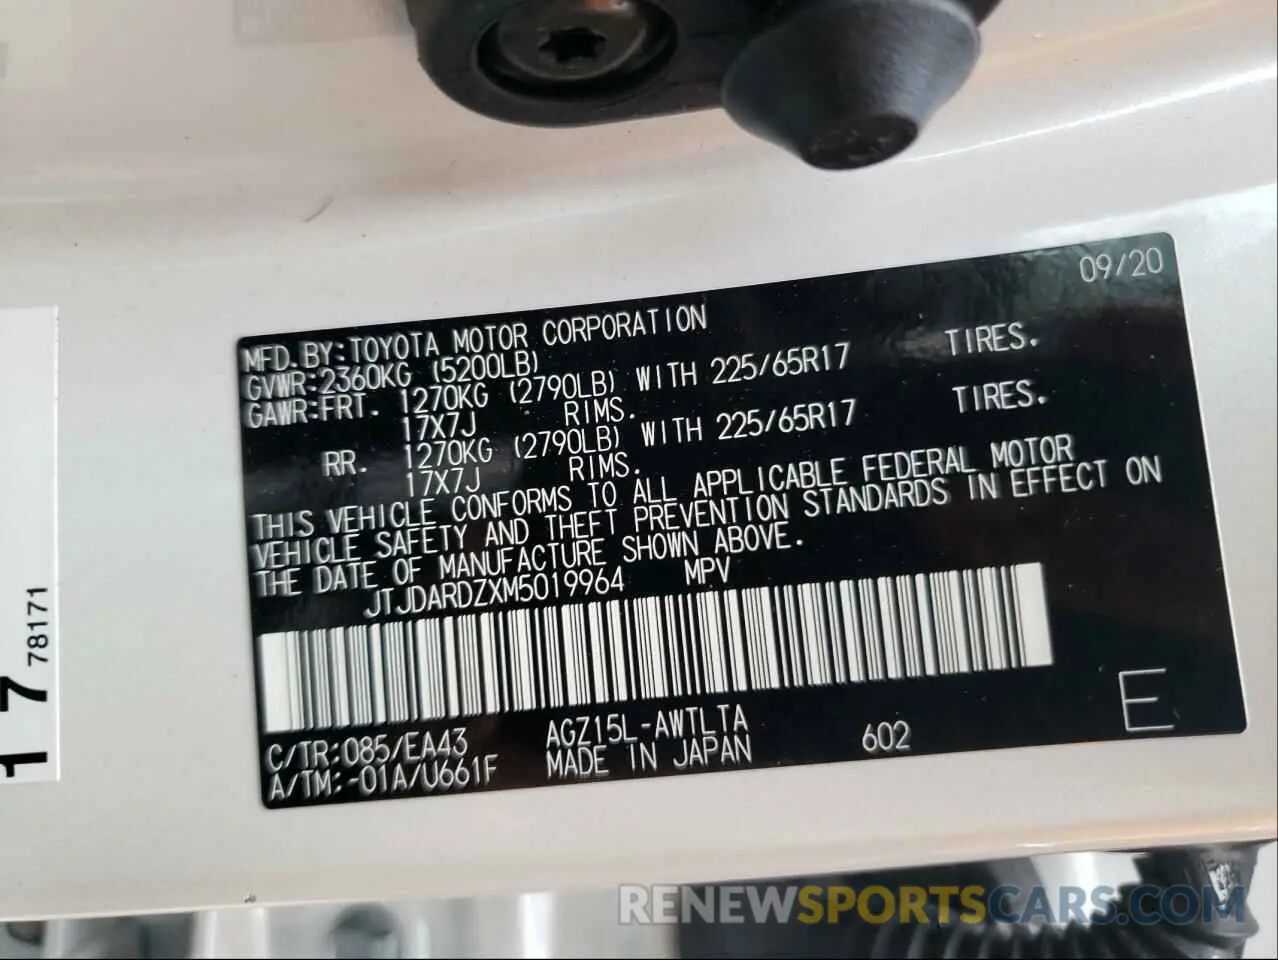 09/20
MFD.BY:TOYOTA MOTOR CORPORATION
GVWR:2360KG (5200LB)
GAWR:FRT. 1270KG (2790LB) WITH 225/65R17 TIRES.
17X7J RIMS.
RR. 1270KG (2790LB) WITH 225/65R17 TIRES.
17X7J RIMS.
THIS VEHICLE CONFORMS TO ALL APPLICABLE FEDERAL MOTOR
VEHICLE SAFETY AND THEFT PREVENTION STANDARDS IN EFFECT ON
THE DATE OF MANUFACTURE SHOWN ABOVE.
JTJDARDZXM5019964 MPV
C/TR:085/EA43 AGZ15L-AWTLTA 602 E
A/TM:-01A/U661F MADE IN JAPAN
1 7 78171
RENEWSPORTSCARS.COM